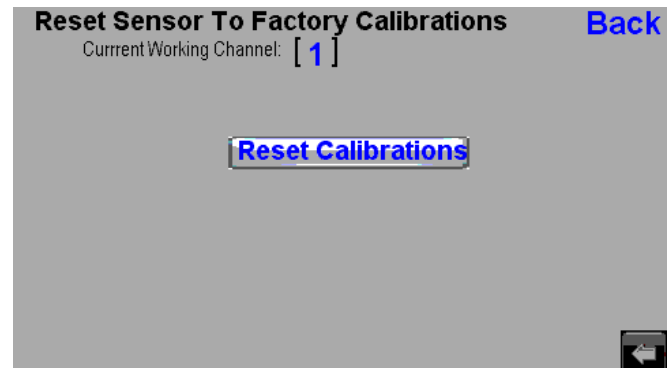 Reset Sensor To Factory Calibrations Back
Currrent Working Channel: [ 1 ]
Reset Calibrations